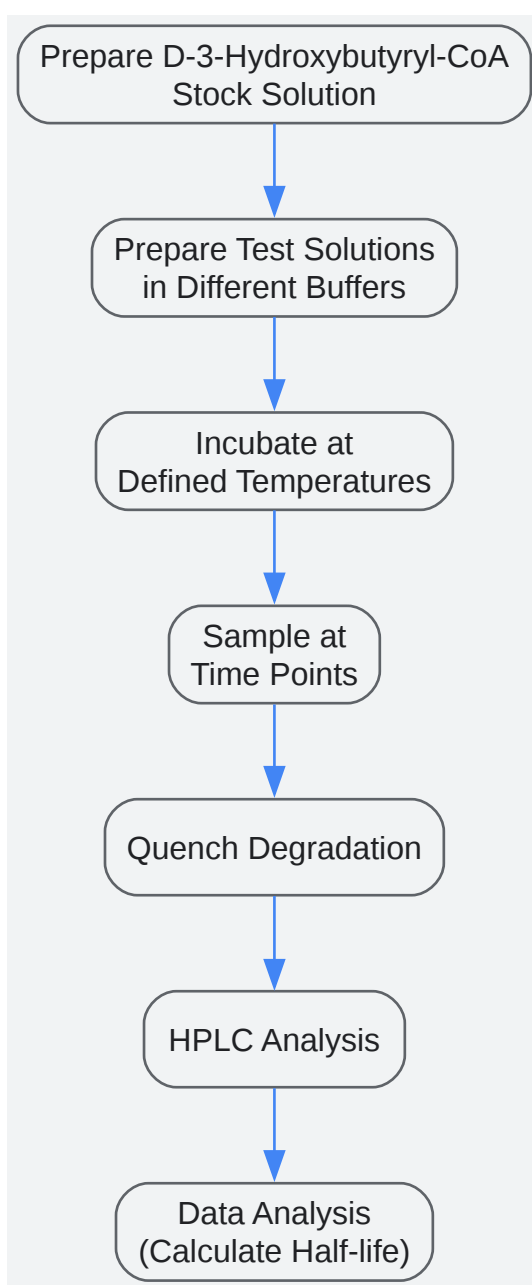 Prepare D-3-Hydroxybutyryl-CoA
Stock Solution
Prepare Test Solutions
in Different Buffers
Incubate at
Defined Temperatures
Sample at
Time Points
Quench Degradation
HPLC Analysis
Data Analysis
(Calculate Half-life)